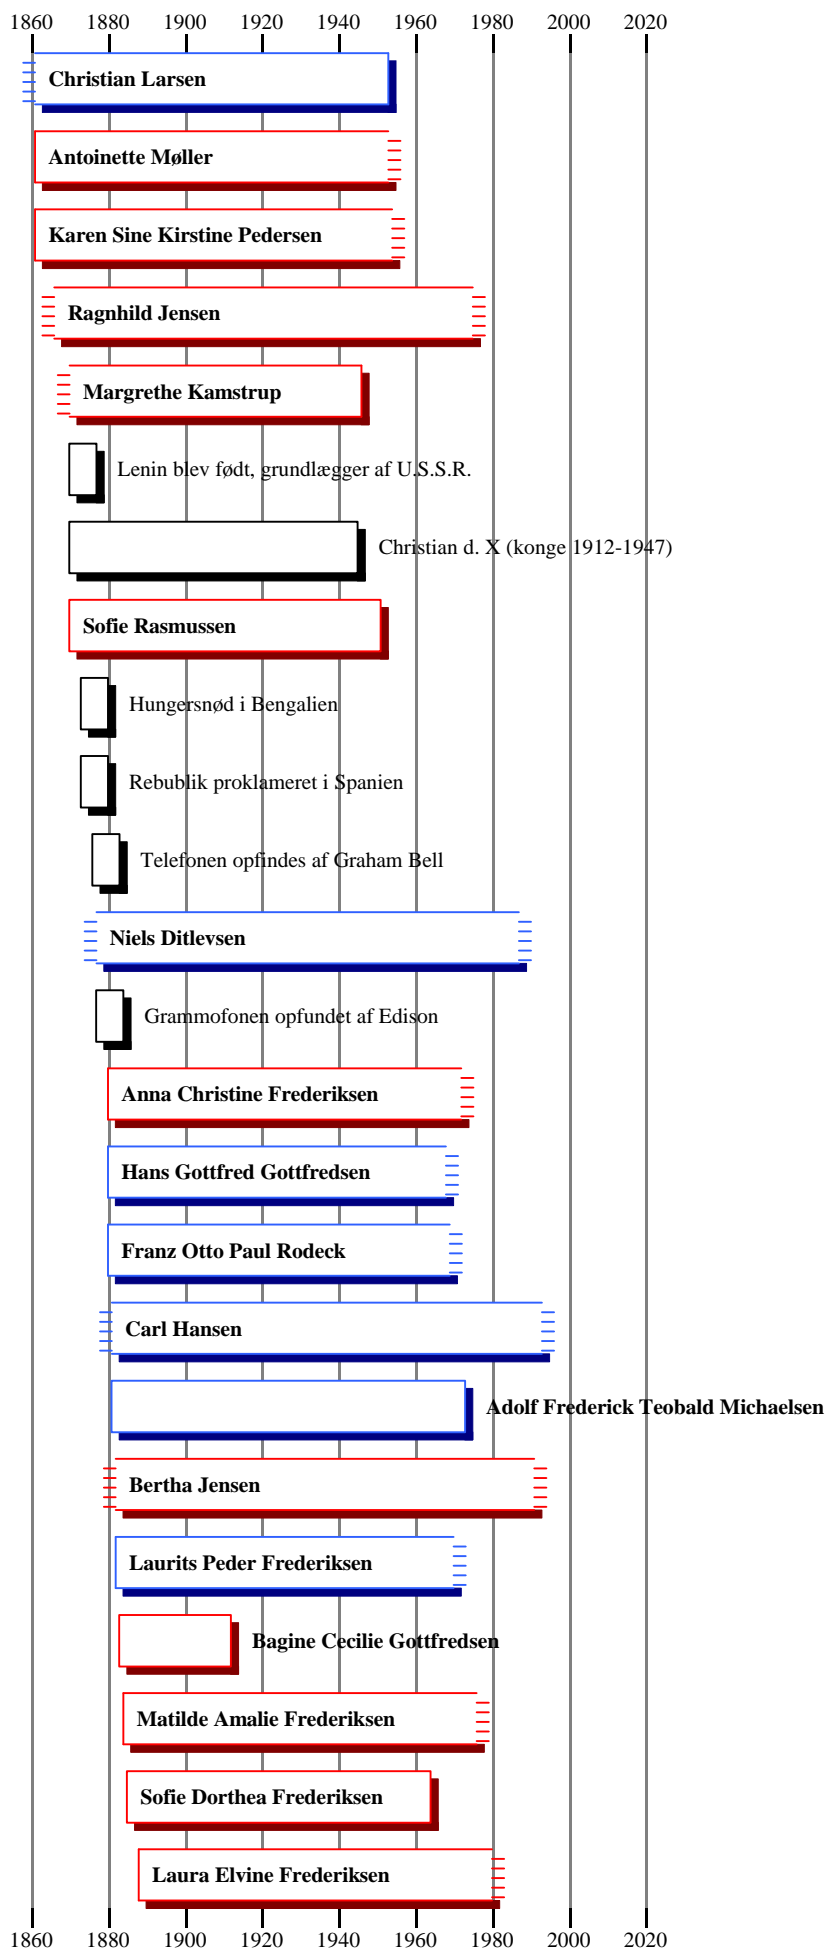 1860 1880 1900 1920 1940 1960 1980 2000 2020
Christian Larsen
Antoinette Møller
Karen Sine Kirstine Pedersen
Ragnhild Jensen
Margrethe Kamstrup
Lenin blev født, grundlægger af U.S.S.R.
Christian d. X (konge 1912-1947)
Sofie Rasmussen
Hungersnød i Bengalien
Rebublik proklameret i Spanien
Telefonen opfindes af Graham Bell
Niels Ditlevsen
Grammofonen opfundet af Edison
Anna Christine Frederiksen
Hans Gottfred Gottfredsen
Franz Otto Paul Rodeck
Carl Hansen
Adolf Frederick Teobald Michaelsen
Bertha Jensen
Laurits Peder Frederiksen
Bagine Cecilie Gottfredsen
Matilde Amalie Frederiksen
Sofie Dorthea Frederiksen
Laura Elvine Frederiksen
1860 1880 1900 1920 1940 1960 1980 2000 2020